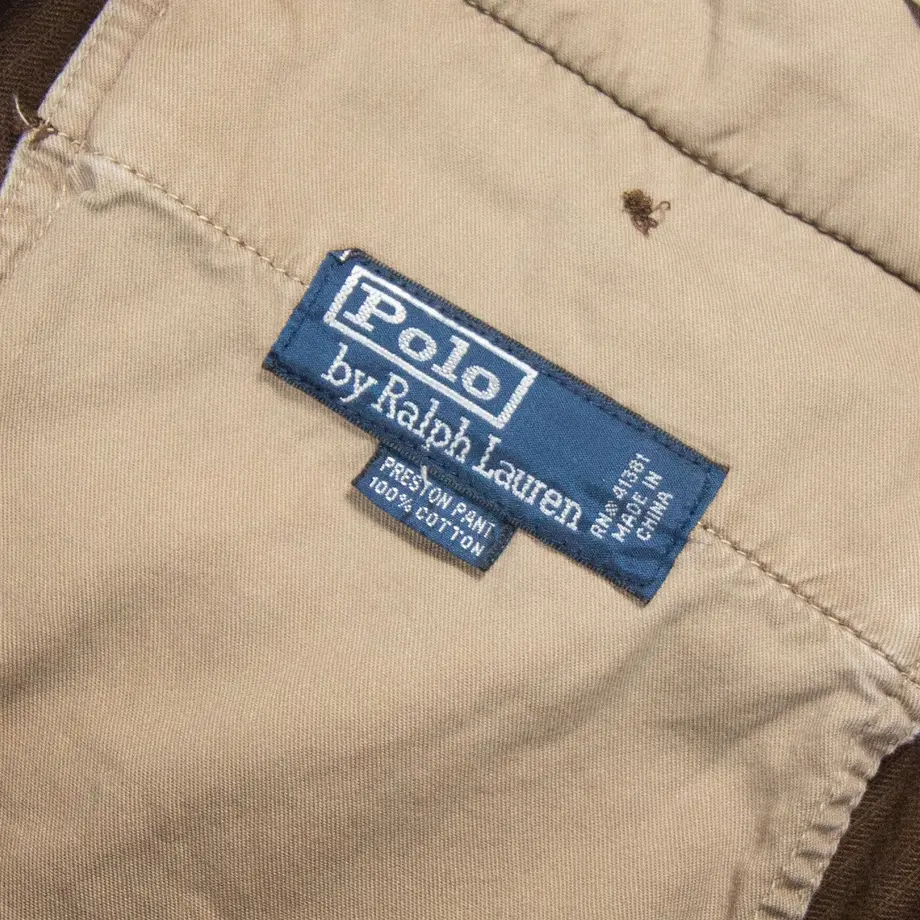 Polo
by Ralph Lauren
RN# 41381
MADE IN
CHINA
PRESTON PANT
100% COTTON